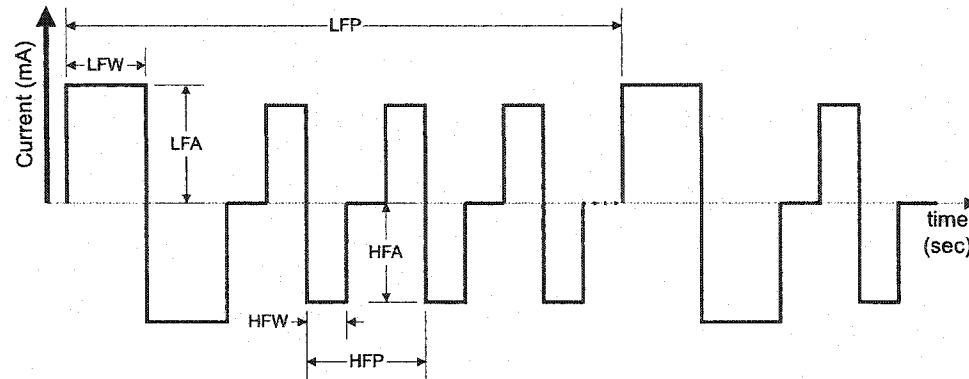 LFP
LFW
Current (mA)
LFA
HFA
time
(sec)
HFW
HFP